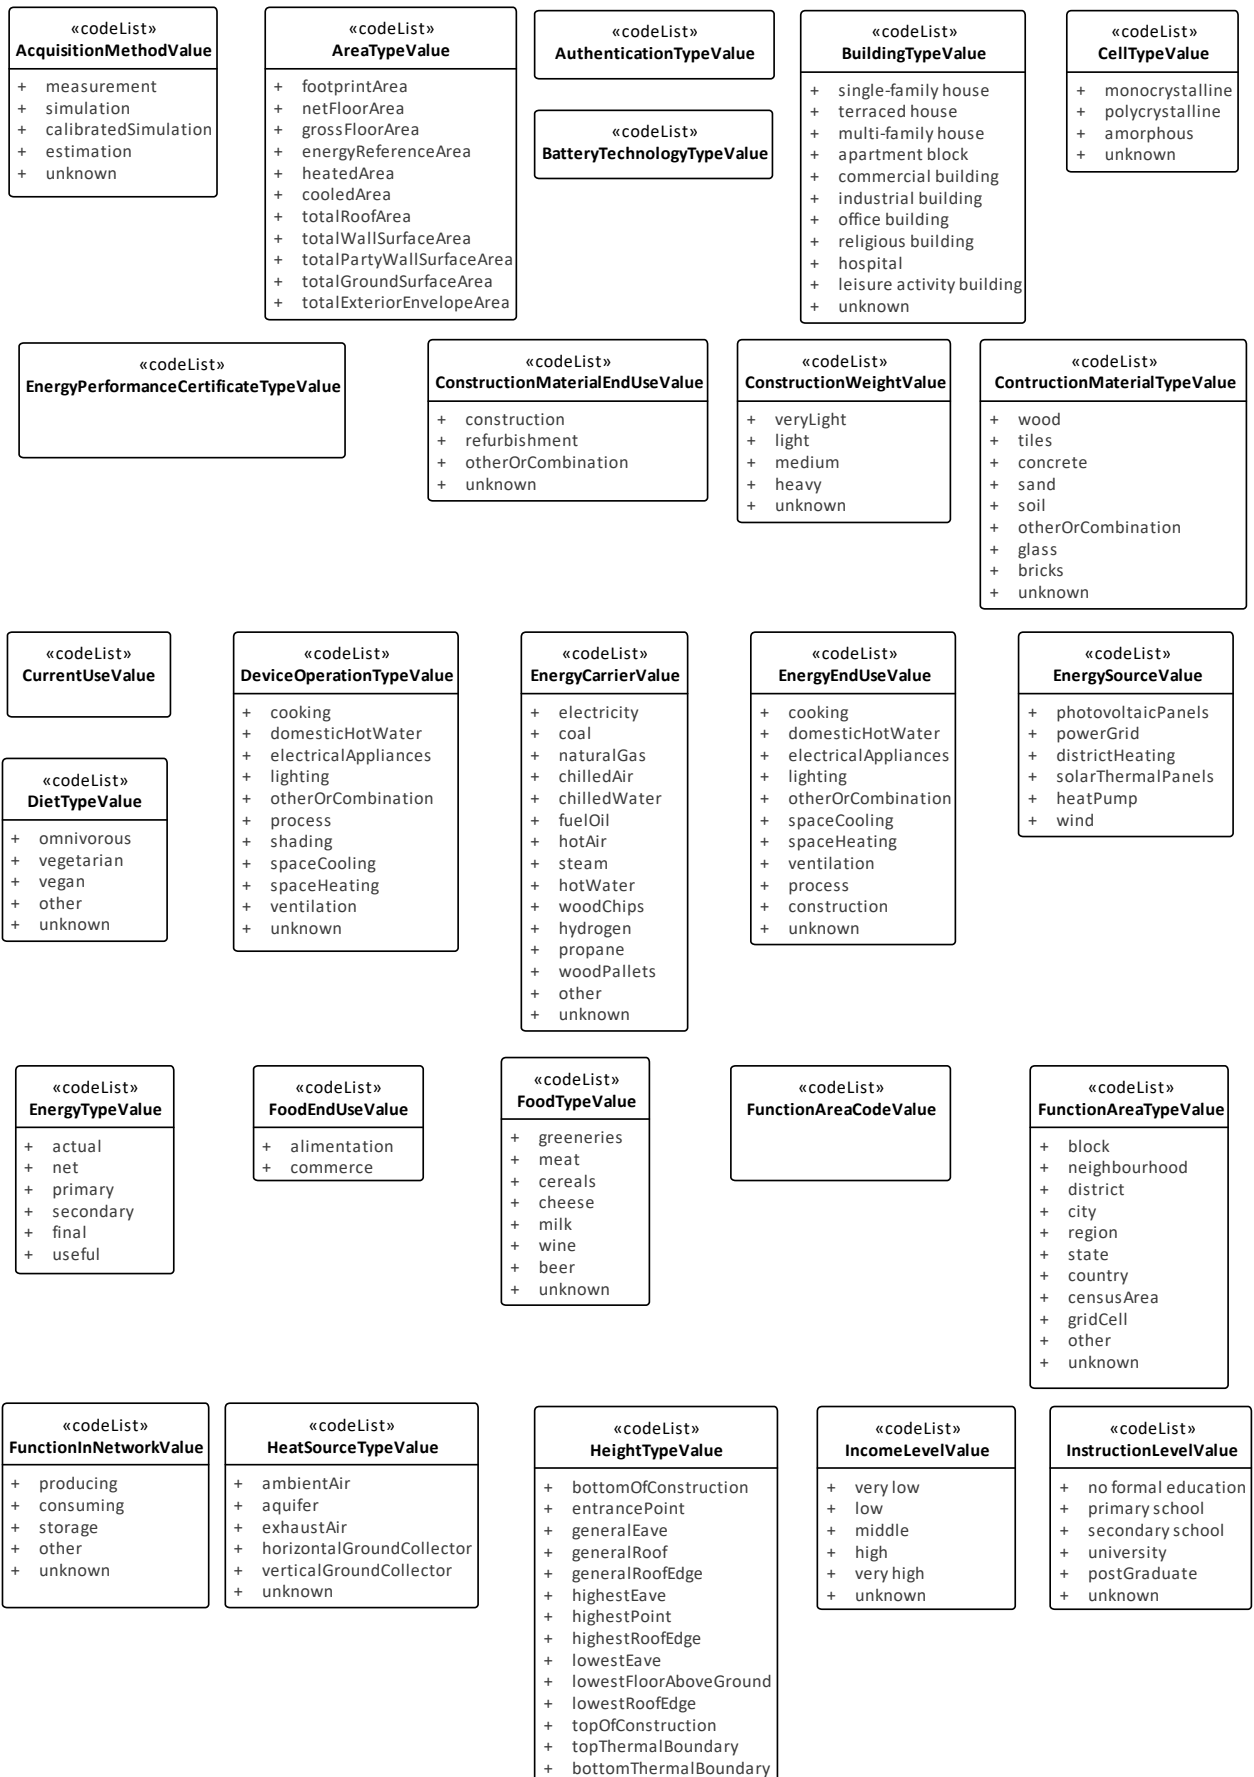 «codeList»
AcquisitionMethodValue
+ measurement
+ simulation
+ calibratedSimulation
+ estimation
+ unknown
«codeList»
AreaTypeValue
+ footprintArea
+ netFloorArea
+ grossFloorArea
+ energyReferenceArea
+ heatedArea
+ cooledArea
+ totalRoofArea
+ totalWallSurfaceArea
+ totalPartyWallSurfaceArea
+ totalGroundSurfaceArea
+ totalExteriorEnvelopeArea
«codeList»
AuthenticationTypeValue
«codeList»
BatteryTechnologyTypeValue
«codeList»
BuildingTypeValue
+ single-family house
+ terraced house
+ multi-family house
+ apartment block
+ commercial building
+ industrial building
+ office building
+ religious building
+ hospital
+ leisure activity building
+ unknown
«codeList»
CellTypeValue
+ monocrystalline
+ polycrystalline
+ amorphous
+ unknown
«codeList»
EnergyPerformanceCertificateTypeValue
«codeList»
ConstructionMaterialEndUseValue
+ construction
+ refurbishment
+ otherOrCombination
+ unknown
«codeList»
ConstructionWeightValue
+ veryLight
+ light
+ medium
+ heavy
+ unknown
«codeList»
ContructionMaterialTypeValue
+ wood
+ tiles
+ concrete
+ sand
+ soil
+ otherOrCombination
+ glass
+ bricks
+ unknown
«codeList»
CurrentUseValue
«codeList»
DietTypeValue
+ omnivorous
+ vegetarian
+ vegan
+ other
+ unknown
«codeList»
DeviceOperationTypeValue
+ cooking
+ domesticHotWater
+ electricalAppliances
+ lighting
+ otherOrCombination
+ process
+ shading
+ spaceCooling
+ spaceHeating
+ ventilation
+ unknown
«codeList»
EnergyCarrierValue
+ electricity
+ coal
+ naturalGas
+ chilledAir
+ chilledWater
+ fuelOil
+ hotAir
+ steam
+ hotWater
+ woodChips
+ hydrogen
+ propane
+ woodPallets
+ other
+ unknown
«codeList»
EnergyEndUseValue
+ cooking
+ domesticHotWater
+ electricalAppliances
+ lighting
+ otherOrCombination
+ spaceCooling
+ spaceHeating
+ ventilation
+ process
+ construction
+ unknown
«codeList»
EnergySourceValue
+ photovoltaicPanels
+ powerGrid
+ districtHeating
+ solarThermalPanels
+ heatPump
+ wind
«codeList»
EnergyTypeValue
+ actual
+ net
+ primary
+ secondary
+ final
+ useful
«codeList»
FoodEndUseValue
+ alimentation
+ commerce
«codeList»
FoodTypeValue
+ greeneries
+ meat
+ cereals
+ cheese
+ milk
+ wine
+ beer
+ unknown
«codeList»
FunctionAreaCodeValue
«codeList»
FunctionAreaTypeValue
+ block
+ neighbourhood
+ district
+ city
+ region
+ state
+ country
+ censusArea
+ gridCell
+ other
+ unknown
«codeList»
FunctionInNetworkValue
+ producing
+ consuming
+ storage
+ other
+ unknown
«codeList»
HeatSourceTypeValue
+ ambientAir
+ aquifer
+ exhaustAir
+ horizontalGroundCollector
+ verticalGroundCollector
+ unknown
«codeList»
HeightTypeValue
+ bottomOfConstruction
+ entrancePoint
+ generalEave
+ generalRoof
+ generalRoofEdge
+ highestEave
+ highestPoint
+ highestRoofEdge
+ lowestEave
+ lowestFloorAboveGround
+ lowestRoofEdge
+ topOfConstruction
+ topThermalBoundary
+ bottomThermalBoundary
«codeList»
IncomeLevelValue
+ very low
+ low
+ middle
+ high
+ very high
+ unknown
«codeList»
InstructionLevelValue
+ no formal education
+ primary school
+ secondary school
+ university
+ postGraduate
+ unknown